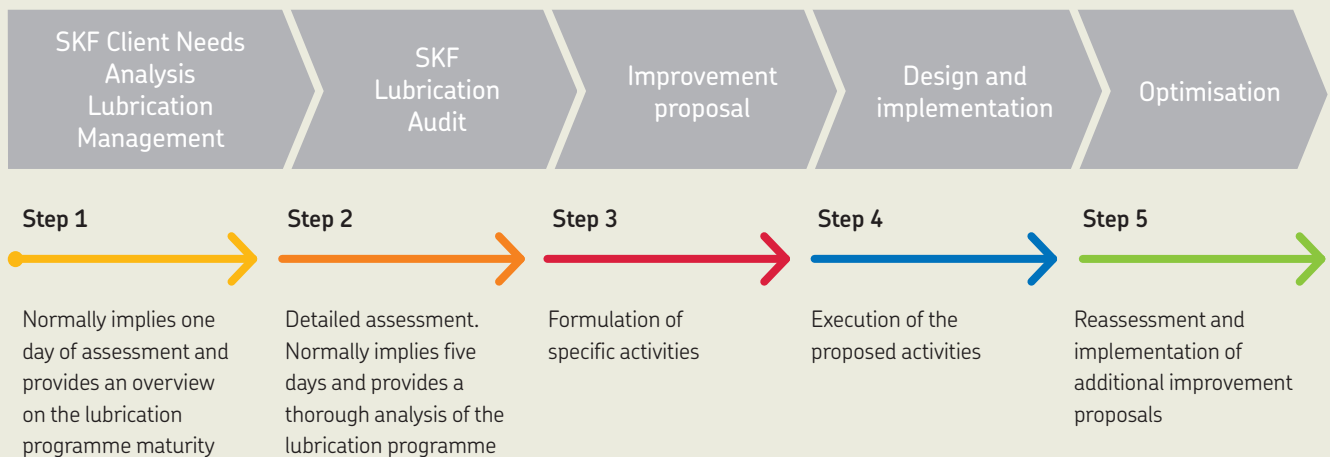 SKF Client Needs
Analysis
Lubrication
Management
SKF
Lubrication
Audit
Improvement
proposal
Design and
implementation
Optimisation
Step 1
Normally implies one
day of assessment and
provides an overview
on the lubrication
programme maturity
Step 2
Detailed assessment.
Normally implies five
days and provides a
thorough analysis of the
lubrication programme
Step 3
Formulation of
specific activities
Step 4
Execution of the
proposed activities
Step 5
Reassessment and
implementation of
additional improvement
proposals